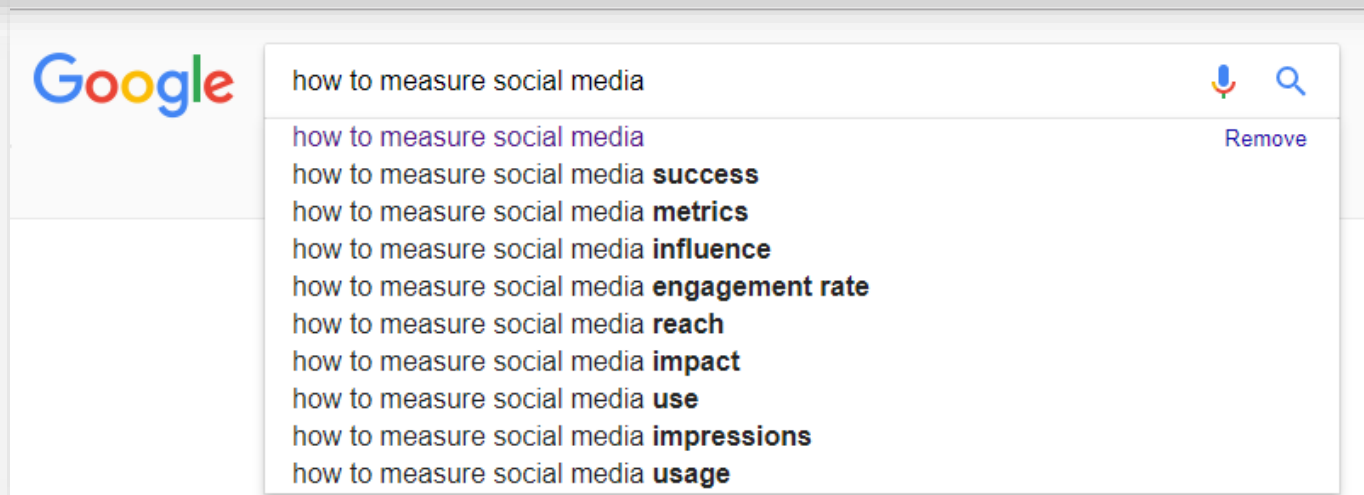 Google
how to measure social media
how to measure social media Remove
how to measure social media success
how to measure social media metrics
how to measure social media influence
how to measure social media engagement rate
how to measure social media reach
how to measure social media impact
how to measure social media use
how to measure social media impressions
how to measure social media usage